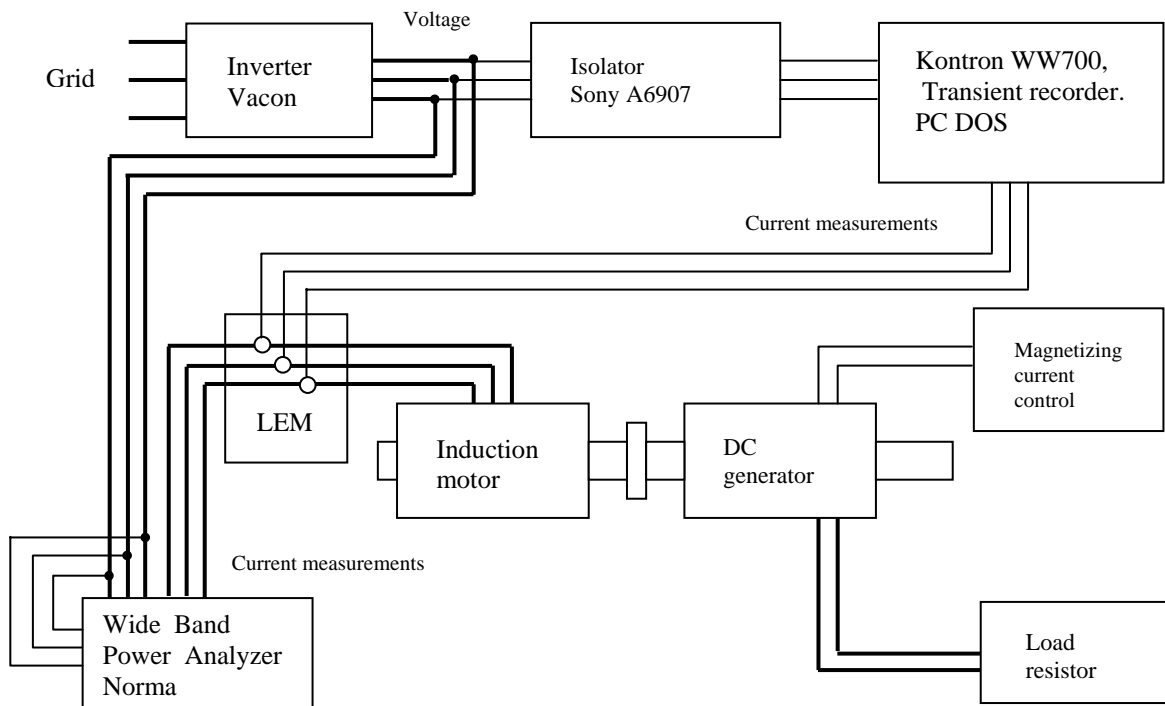 Voltage
Grid
Inverter
Vacon
Isolator
Sony A6907
Kontron WW700,
Transient recorder.
PC DOS
Current measurements
LEM
Magnetizing
current
control
Induction
motor
DC
generator
Current measurements
Wide Band
Power Analyzer
Norma
Load
resistor